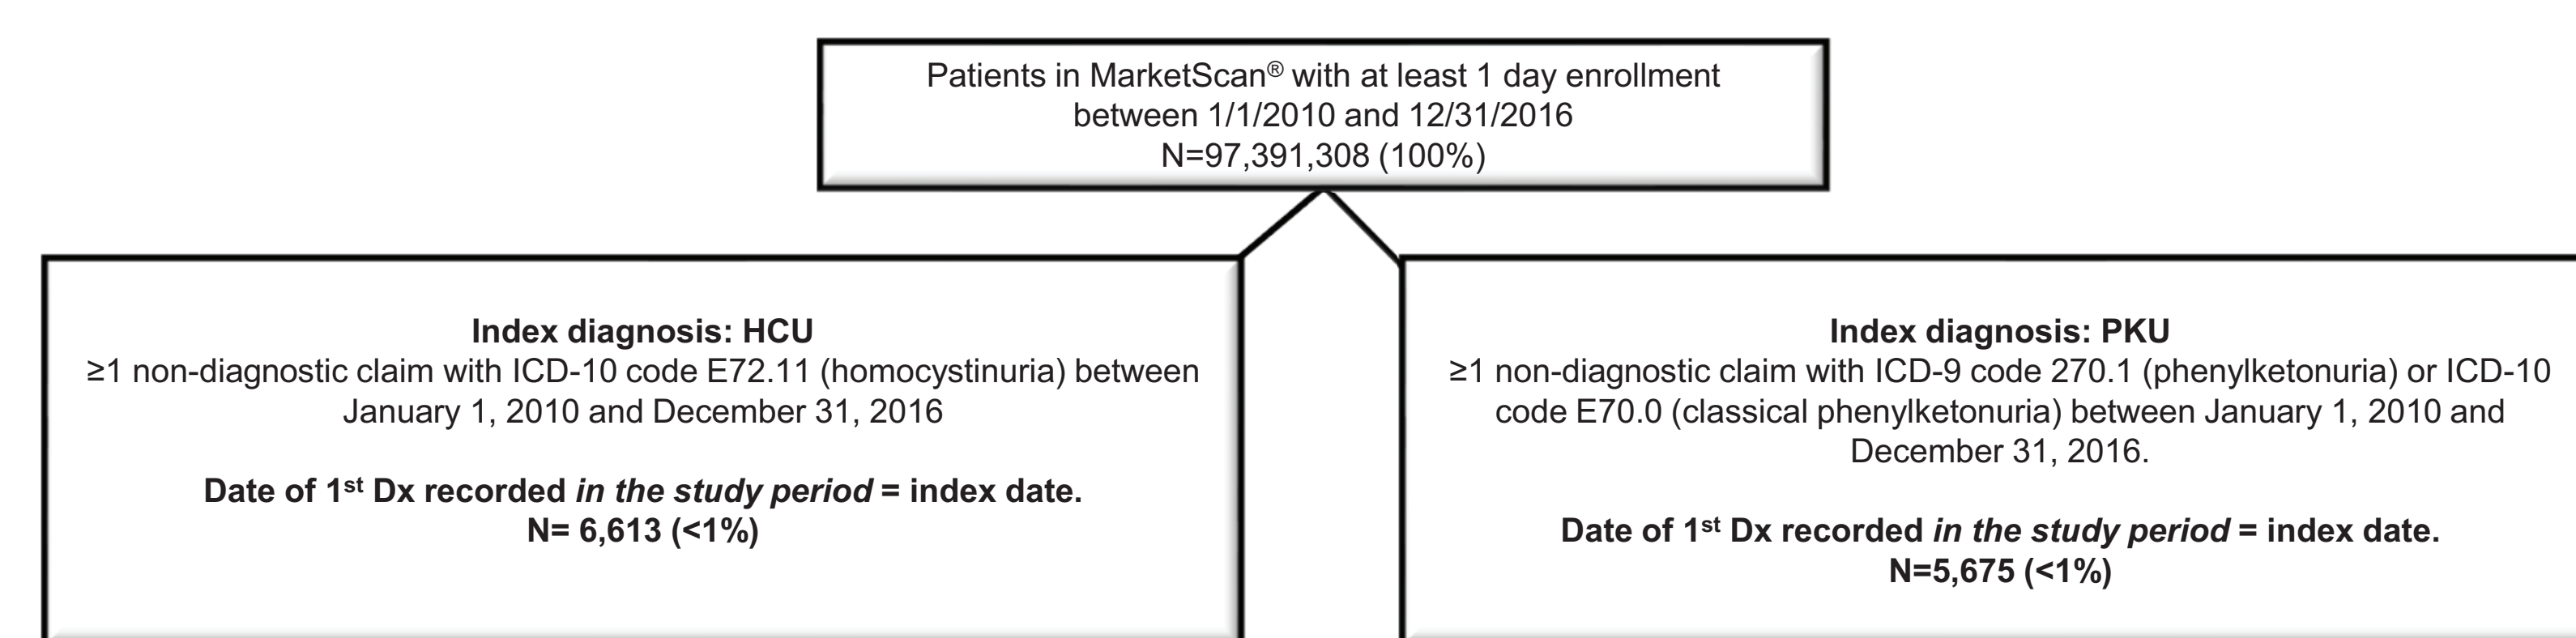 Patients in MarketScan® with at least 1 day enrollment
between 1/1/2010 and 12/31/2016
N=97,391,308 (100%)
Index diagnosis: HCU
≥1 non-diagnostic claim with ICD-10 code E72.11 (homocystinuria) between
January 1, 2010 and December 31, 2016
Date of 1st Dx recorded in the study period = index date.
N= 6,613 (<1%)
Index diagnosis: PKU
≥1 non-diagnostic claim with ICD-9 code 270.1 (phenylketonuria) or ICD-10
code E70.0 (classical phenylketonuria) between January 1, 2010 and
December 31, 2016.
Date of 1st Dx recorded in the study period = index date.
N=5,675 (<1%)